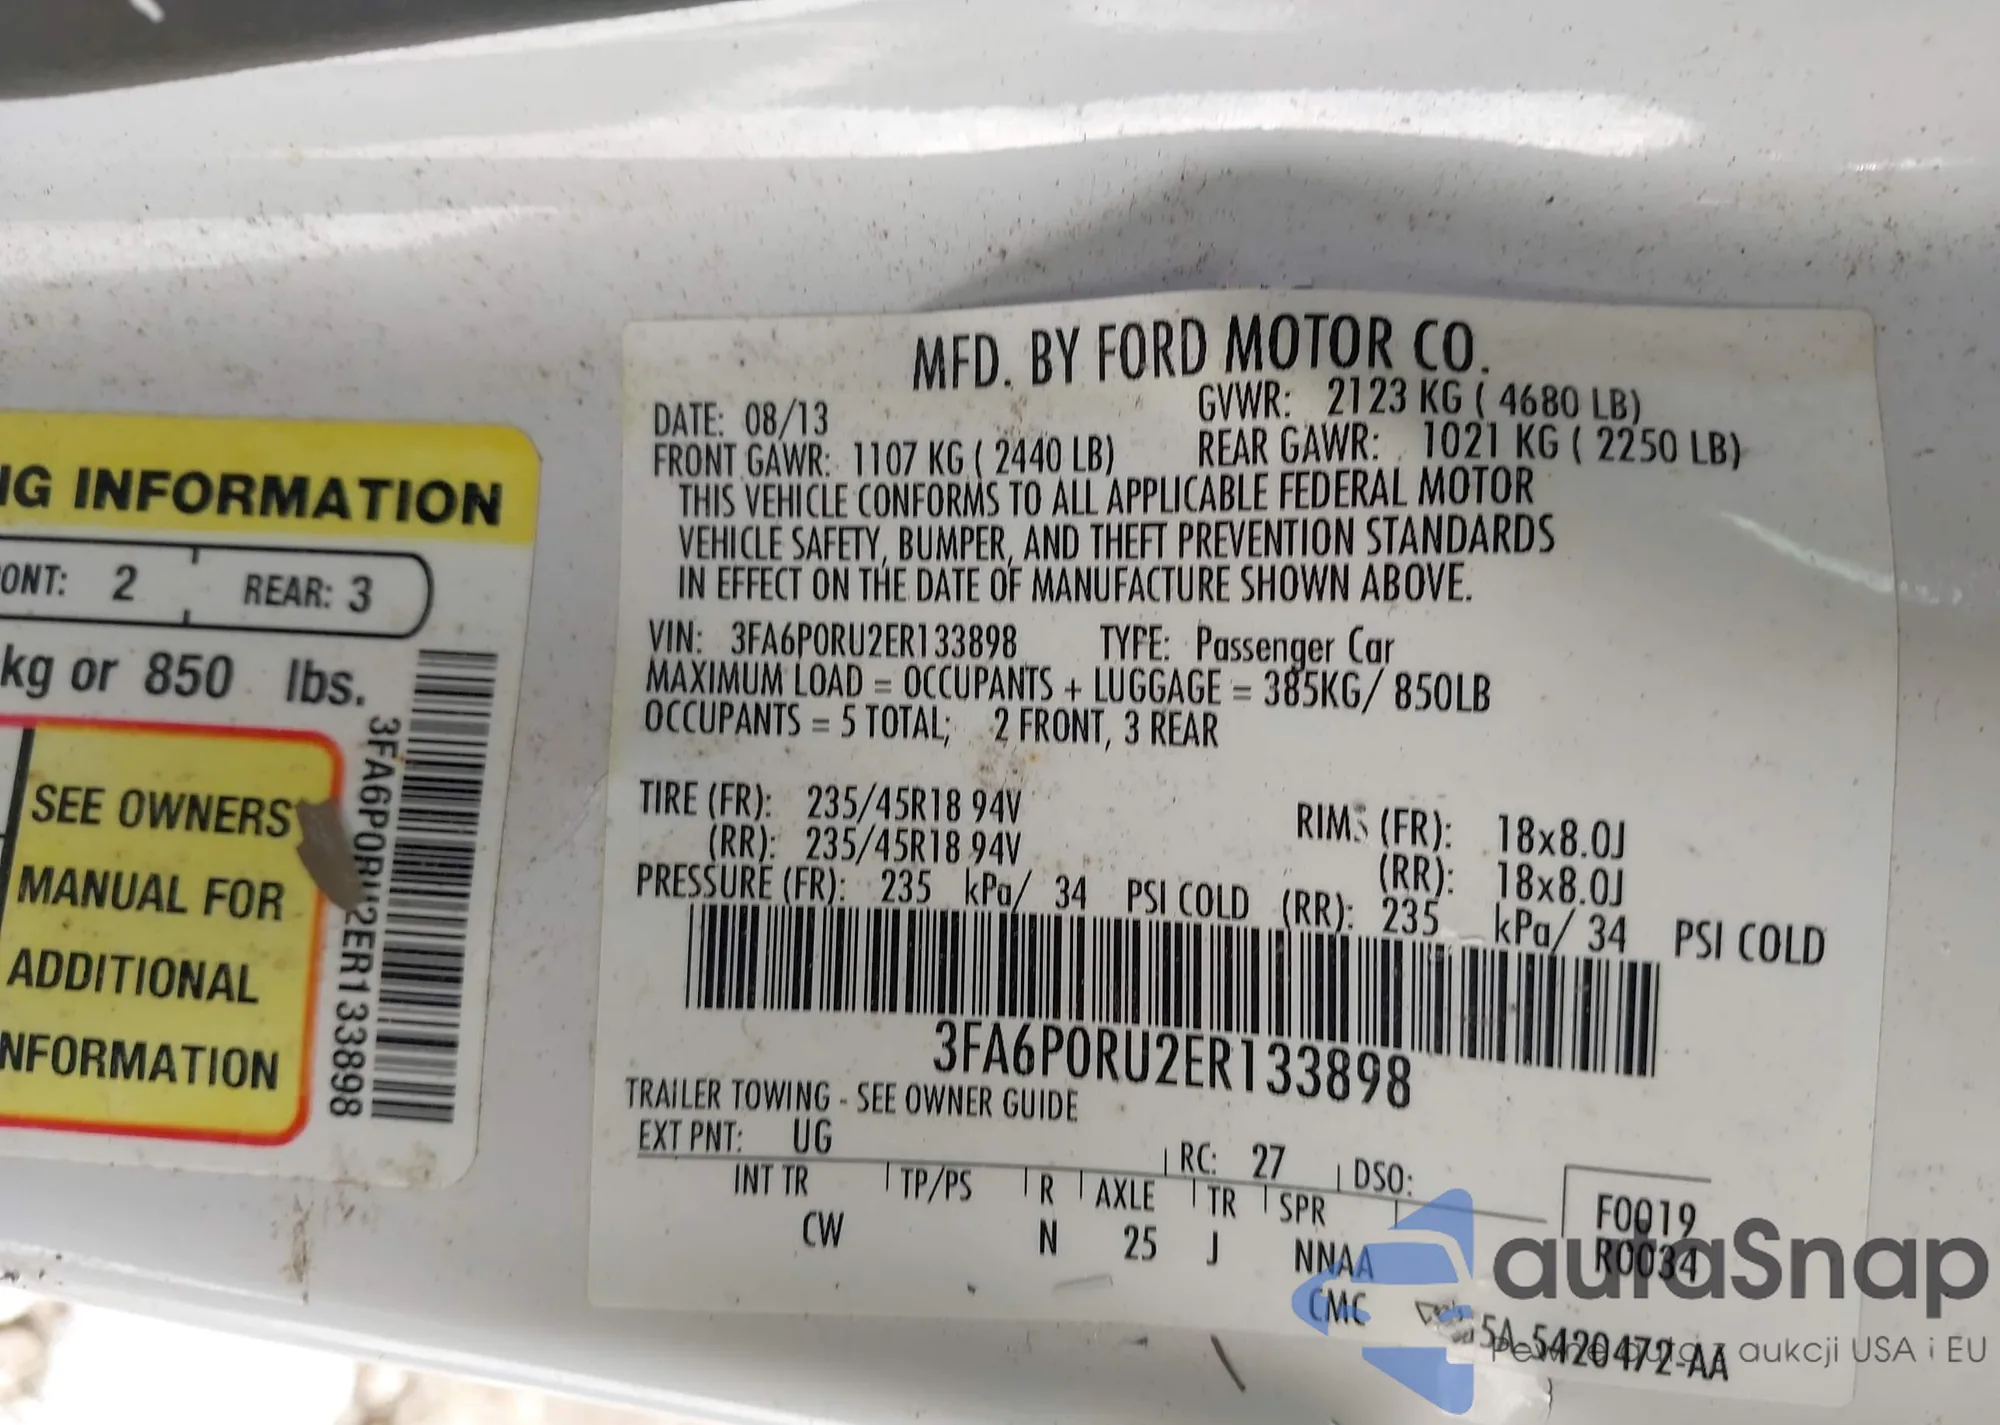 NG INFORMATION
ONT: 2 REAR: 3
kg or 850 lbs.
SEE OWNERS
MANUAL FOR
ADDITIONAL
NFORMATION
3FA6P0RU2ER133898
MFD. BY FORD MOTOR CO.
DATE: 08/13 GVWR: 2123 KG ( 4680 LB)
FRONT GAWR: 1107 KG ( 2440 LB) REAR GAWR: 1021 KG ( 2250 LB)
THIS VEHICLE CONFORMS TO ALL APPLICABLE FEDERAL MOTOR
VEHICLE SAFETY, BUMPER, AND THEFT PREVENTION STANDARDS
IN EFFECT ON THE DATE OF MANUFACTURE SHOWN ABOVE.
VIN: 3FA6P0RU2ER133898 TYPE: Passenger Car
MAXIMUM LOAD = OCCUPANTS + LUGGAGE = 385KG/ 850LB
OCCUPANTS = 5 TOTAL; 2 FRONT, 3 REAR
TIRE (FR): 235/45R18 94V RIMS (FR): 18x8.0J
(RR): 235/45R18 94V (RR): 18x8.0J
PRESSURE (FR): 235 kPa/ 34 PSI COLD (RR): 235 kPa/ 34 PSI COLD
3FA6P0RU2ER133898
TRAILER TOWING - SEE OWNER GUIDE
EXT PNT: UG RC: 27 DSO:
INT TR TP/PS R AXLE TR SPR
CW N 25 J NNAA
F0019
R0034
CMC
5A 5420472-AA
auraSnap
Pewne auto z aukcji USA i EU